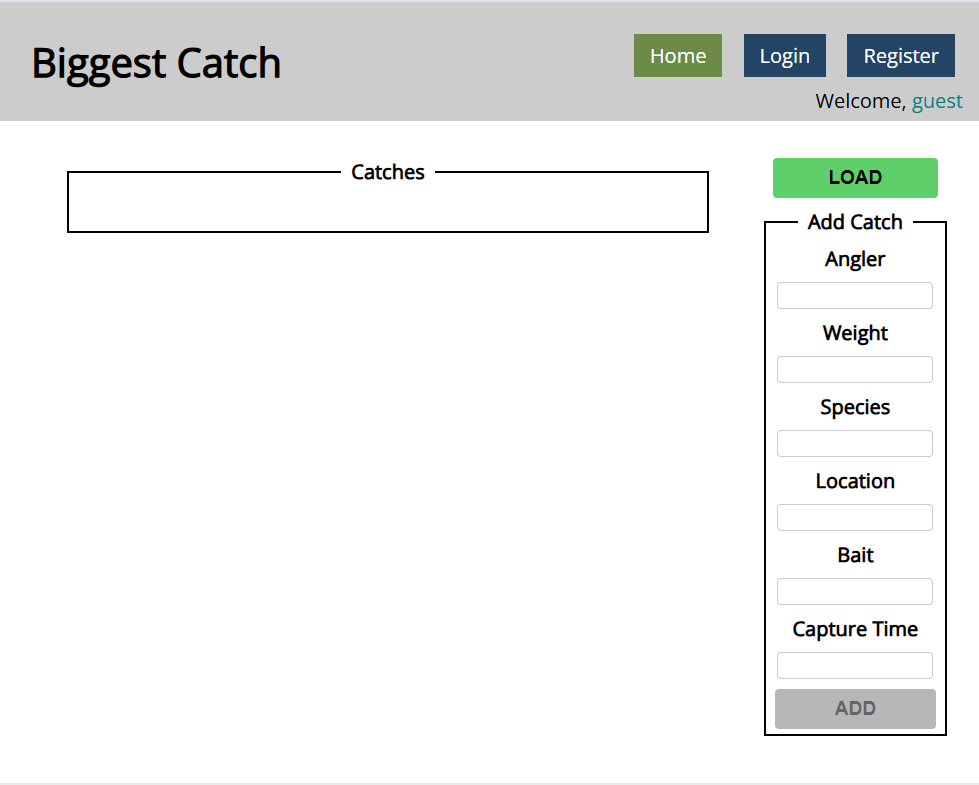 Biggest Catch
Home Login Register
Welcome, guest
Catches
LOAD
Add Catch
Angler
Weight
Species
Location
Bait
Capture Time
ADD